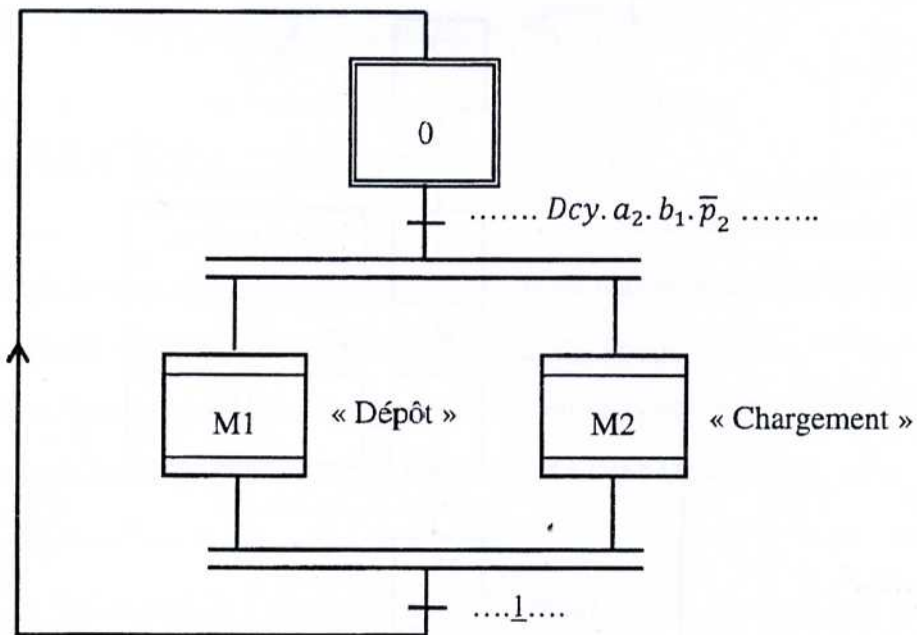 0
....... Dcy. a₂. b₁. p̅₂ ........
M1 « Dépôt » M2 « Chargement »
....1....